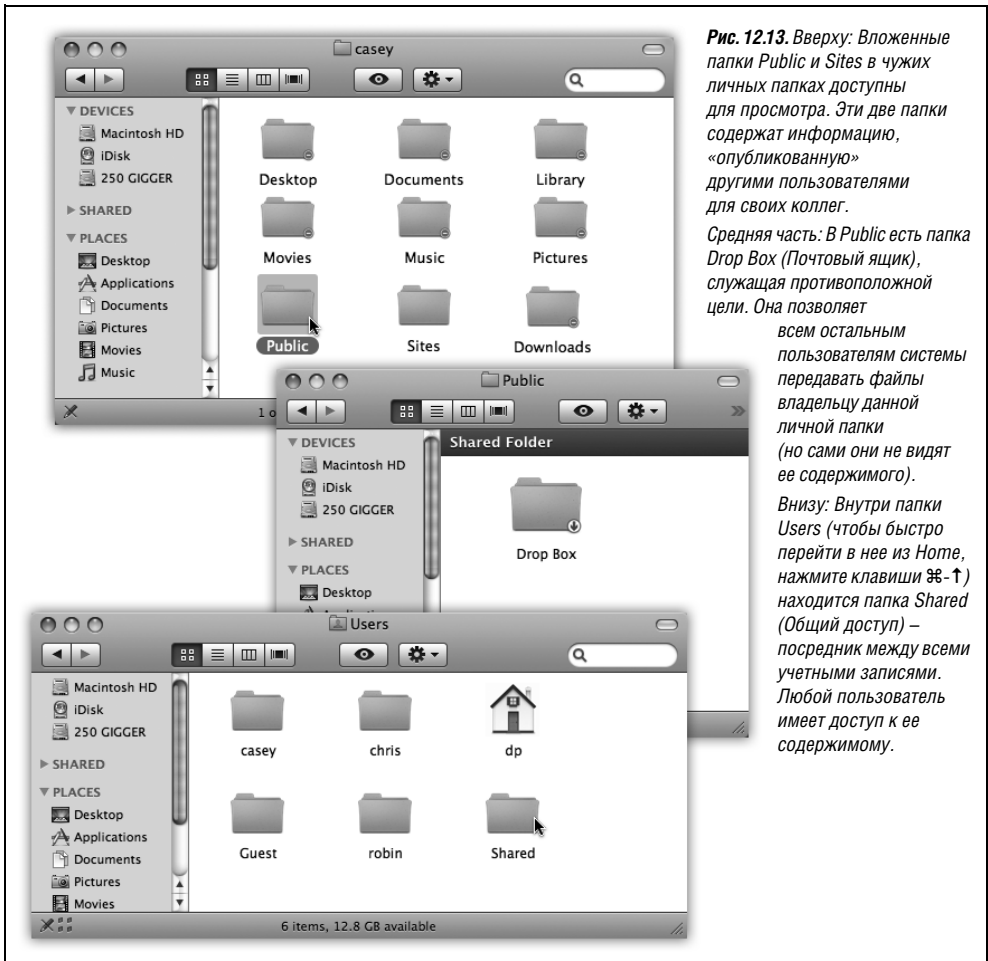 casey
DEVICES
Macintosh HD
iDisk
250 GIGGER
SHARED
PLACES
Desktop
Applications
Documents
Pictures
Movies
Music
Desktop
Documents
Library
Movies
Music
Pictures
Public
Sites
Downloads
1 o
Public
DEVICES
Macintosh HD
iDisk
250 GIGGER
SHARED
PLACES
Desktop
Shared Folder
Drop Box
Users
Macintosh HD
iDisk
250 GIGGER
SHARED
PLACES
Desktop
Applications
Documents
Pictures
Movies
casey
chris
dp
Guest
robin
Shared
6 items, 12.8 GB available
Рис. 12.13. Вверху: Вложенные
папки Public и Sites в чужих
личных папках доступны
для просмотра. Эти две папки
содержат информацию,
«опубликованную»
другими пользователями
для своих коллег.
Средняя часть: В Public есть папка
Drop Box (Почтовый ящик),
служащая противоположной
цели. Она позволяет
всем остальным
пользователям системы
передавать файлы
владельцу данной
личной папки
(но сами они не видят
ее содержимого).
Внизу: Внутри папки
Users (чтобы быстро
перейти в нее из Home,
нажмите клавиши ⌘-↑)
находится папка Shared
(Общий доступ) –
посредник между всеми
учетными записями.
Любой пользователь
имеет доступ к ее
содержимому.